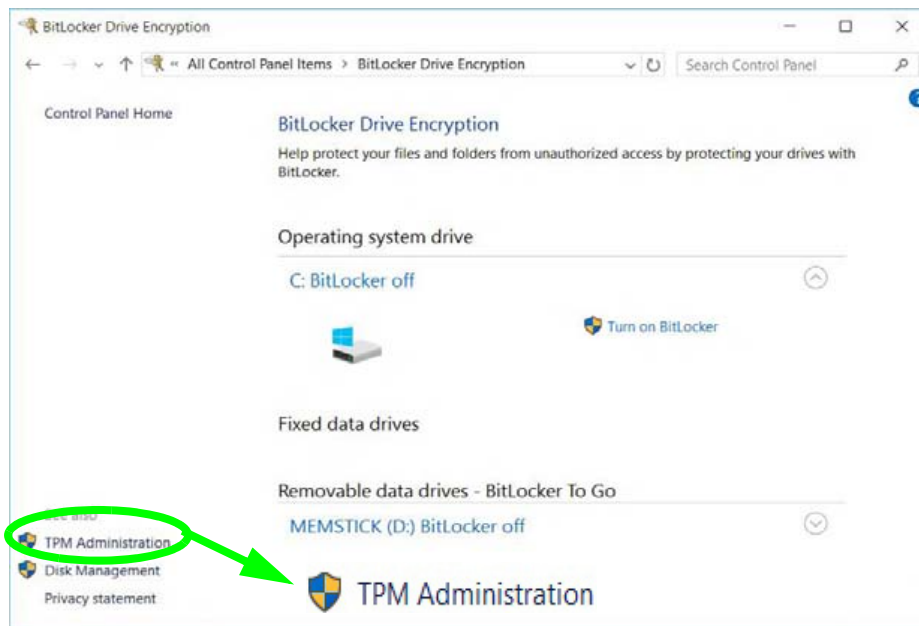 BitLocker Drive Encryption
« All Control Panel Items > BitLocker Drive Encryption
Search Control Panel
Control Panel Home
BitLocker Drive Encryption
Help protect your files and folders from unauthorized access by protecting your drives with
BitLocker.
Operating system drive
C: BitLocker off
Turn on BitLocker
Fixed data drives
Removable data drives - BitLocker To Go
MEMSTICK (D:) BitLocker off
See also
TPM Administration
Disk Management
Privacy statement
TPM Administration